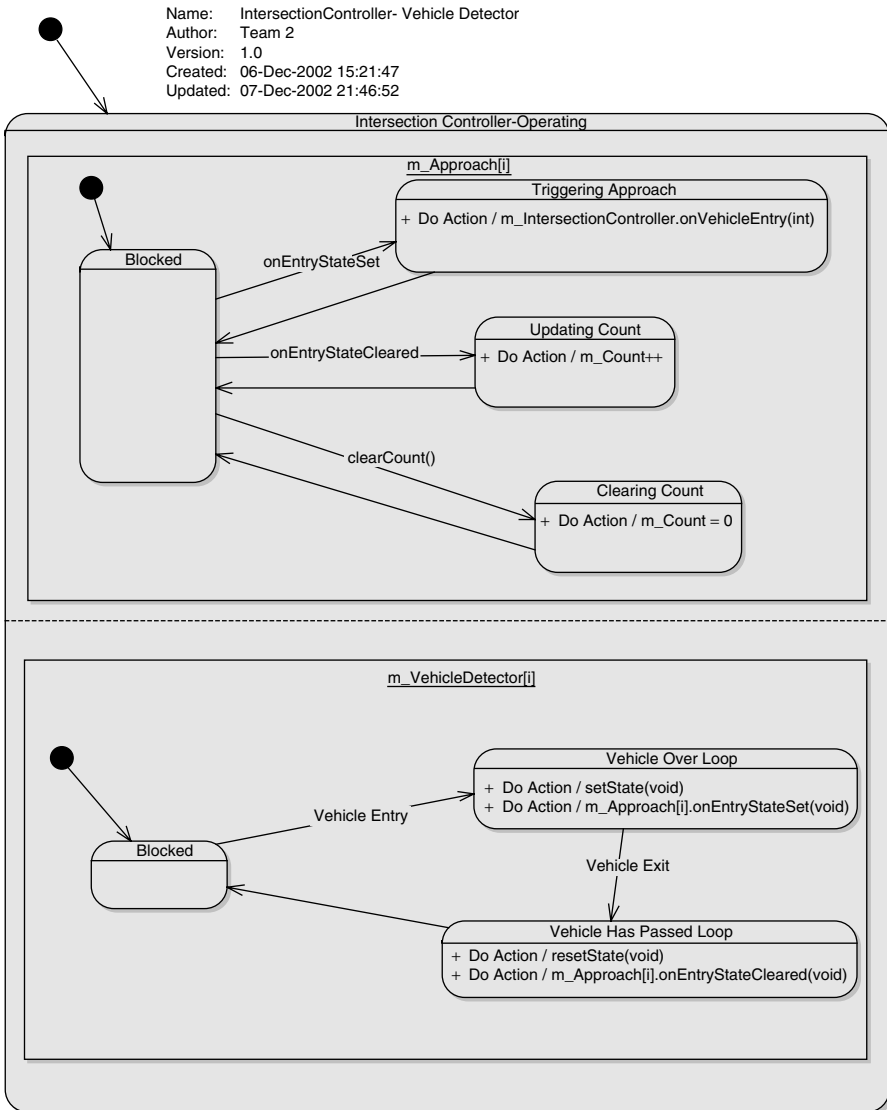 Name: IntersectionController- Vehicle Detector
Author: Team 2
Version: 1.0
Created: 06-Dec-2002 15:21:47
Updated: 07-Dec-2002 21:46:52
Intersection Controller-Operating
m_Approach[i]
Triggering Approach
+ Do Action / m_IntersectionController.onVehicleEntry(int)
Blocked
onEntryStateSet
Updating Count
onEntryStateCleared
+ Do Action / m_Count++
clearCount()
Clearing Count
+ Do Action / m_Count = 0
m_VehicleDetector[i]
Vehicle Over Loop
+ Do Action / setState(void)
+ Do Action / m_Approach[i].onEntryStateSet(void)
Vehicle Entry
Blocked
Vehicle Exit
Vehicle Has Passed Loop
+ Do Action / resetState(void)
+ Do Action / m_Approach[i].onEntryStateCleared(void)